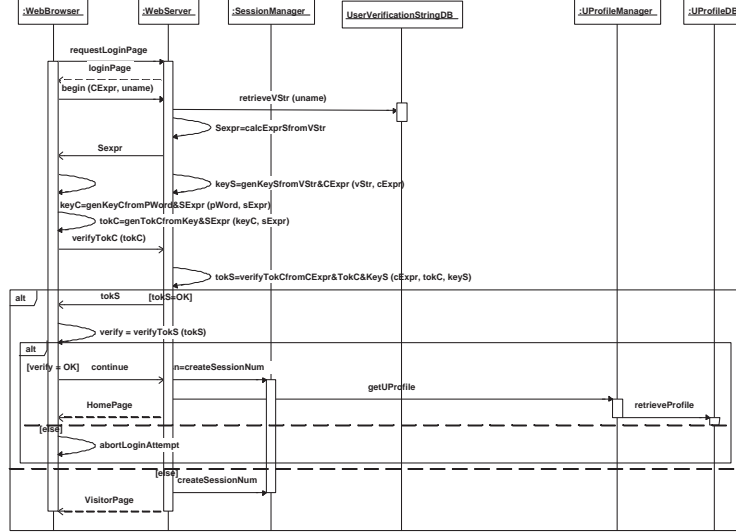 :WebBrowser :WebServer :SessionManager UserVerificationStringDB :UProfileManager :UProfileDB
requestLoginPage
loginPage
begin (CExpr, uname)
retrieveVStr (uname)
Sexpr=calcExprSfromVStr
Sexpr
keyS=genKeySfromVStr&CExpr (vStr, cExpr)
keyC=genKeyCfromPWord&SExpr (pWord, sExpr)
tokC=genTokCfromKey&SExpr (keyC, sExpr)
verifyTokC (tokC)
tokS=verifyTokCfromCExpr&TokC&KeyS (cExpr, tokC, keyS)
alt tokS [tokS=OK]
verify = verifyTokS (tokS)
alt
[verify = OK] continue n=createSessionNum
getUProfile
HomePage retrieveProfile
[else]
abortLoginAttempt
[else]
createSessionNum
VisitorPage